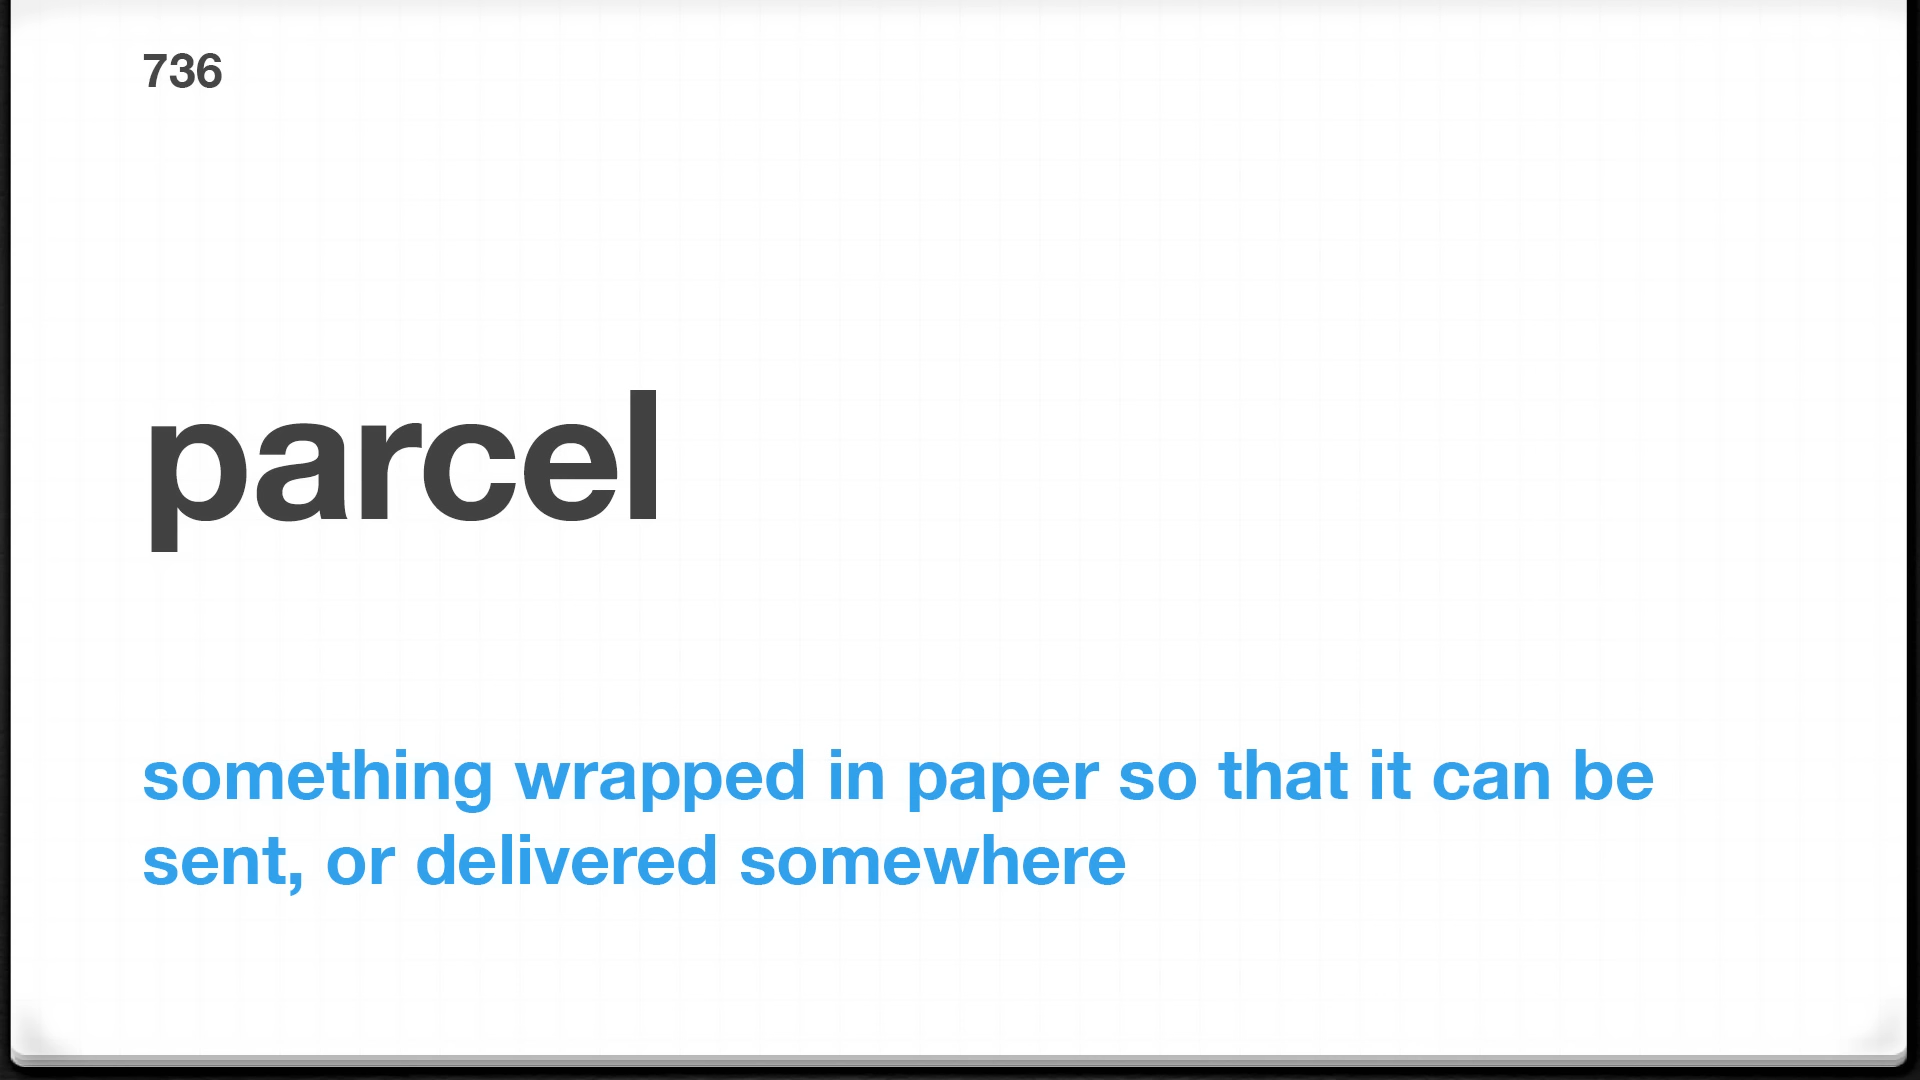 736
parcel
something wrapped in paper so that it can be
sent, or delivered somewhere